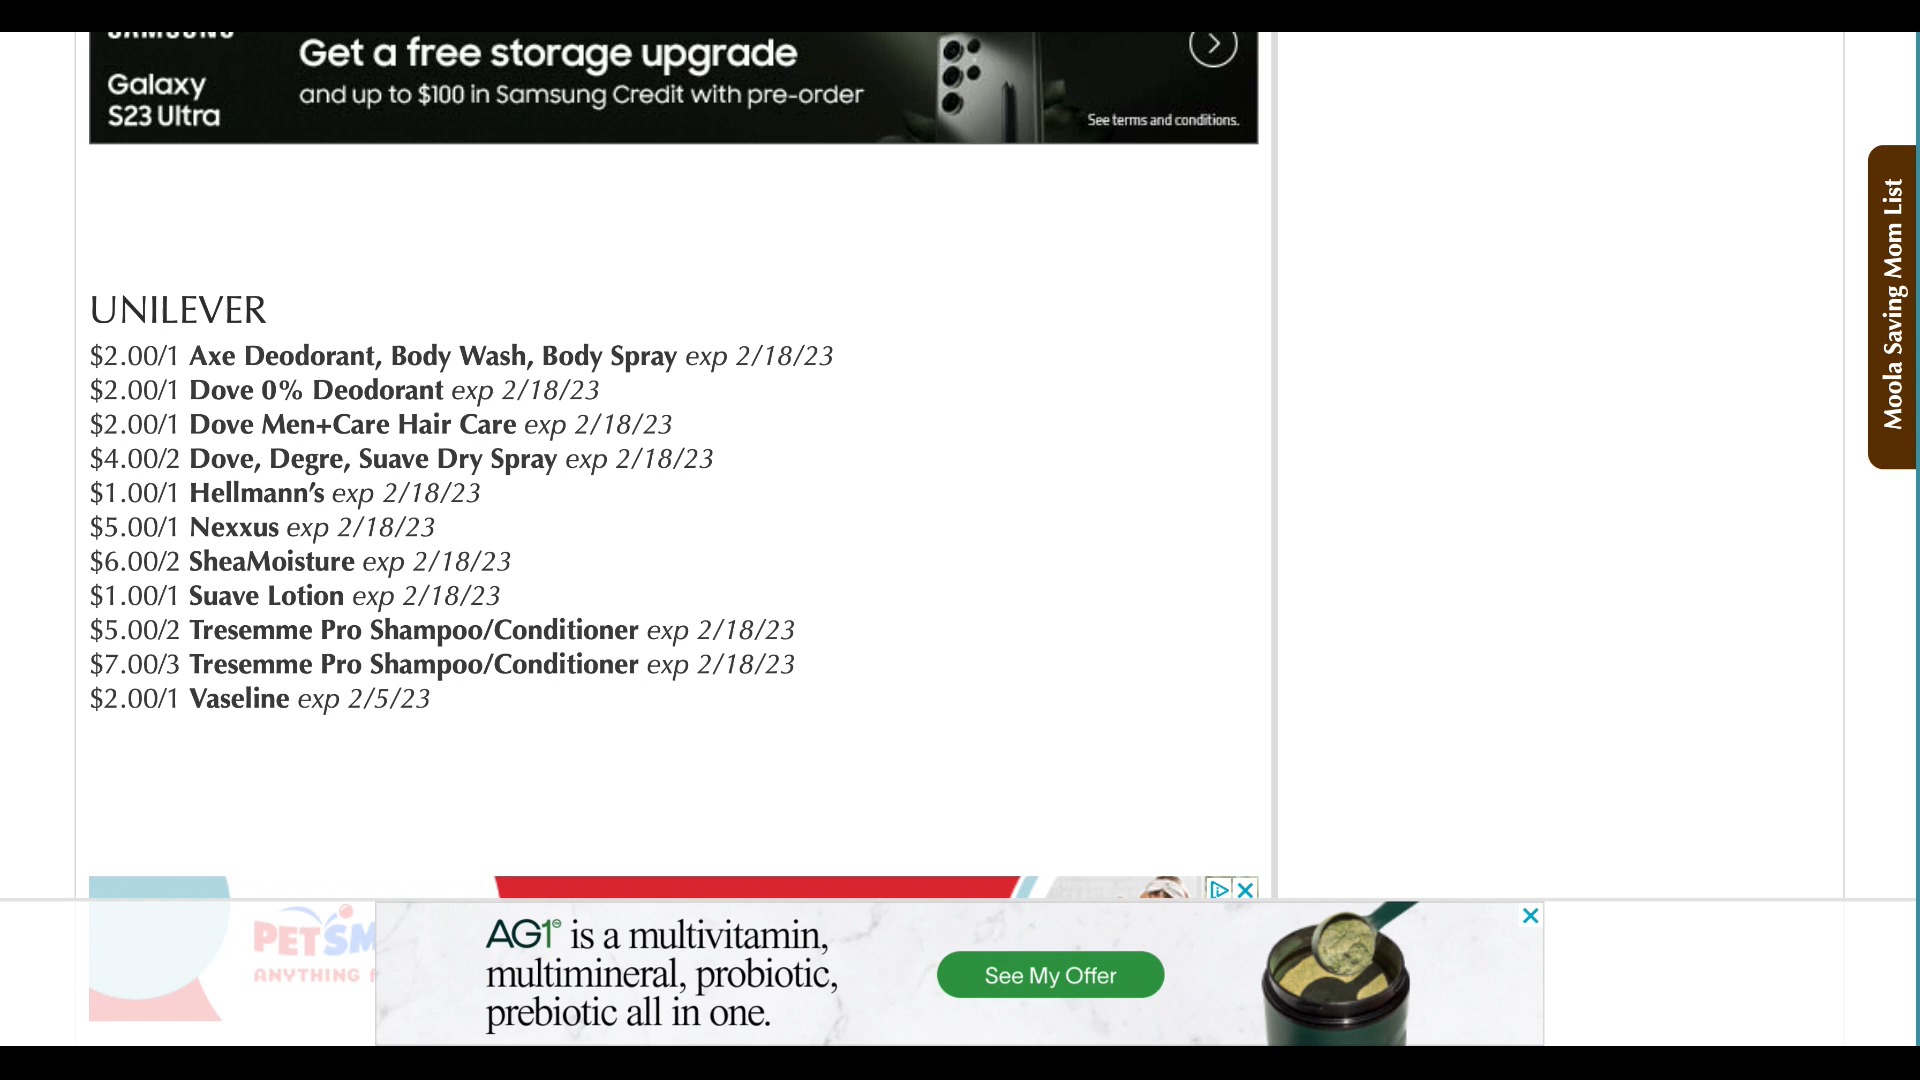 SAMSUNG
Galaxy
S23 Ultra
Get a free storage upgrade
and up to $100 in Samsung Credit with pre-order
See terms and conditions.
Moola Saving Mom List
UNILEVER
$2.00/1 Axe Deodorant, Body Wash, Body Spray exp 2/18/23
$2.00/1 Dove 0% Deodorant exp 2/18/23
$2.00/1 Dove Men+Care Hair Care exp 2/18/23
$4.00/2 Dove, Degre, Suave Dry Spray exp 2/18/23
$1.00/1 Hellmann’s exp 2/18/23
$5.00/1 Nexxus exp 2/18/23
$6.00/2 SheaMoisture exp 2/18/23
$1.00/1 Suave Lotion exp 2/18/23
$5.00/2 Tresemme Pro Shampoo/Conditioner exp 2/18/23
$7.00/3 Tresemme Pro Shampoo/Conditioner exp 2/18/23
$2.00/1 Vaseline exp 2/5/23
PETSM
ANYTHING F
AG1 is a multivitamin,
multimineral, probiotic,
prebiotic all in one.
See My Offer